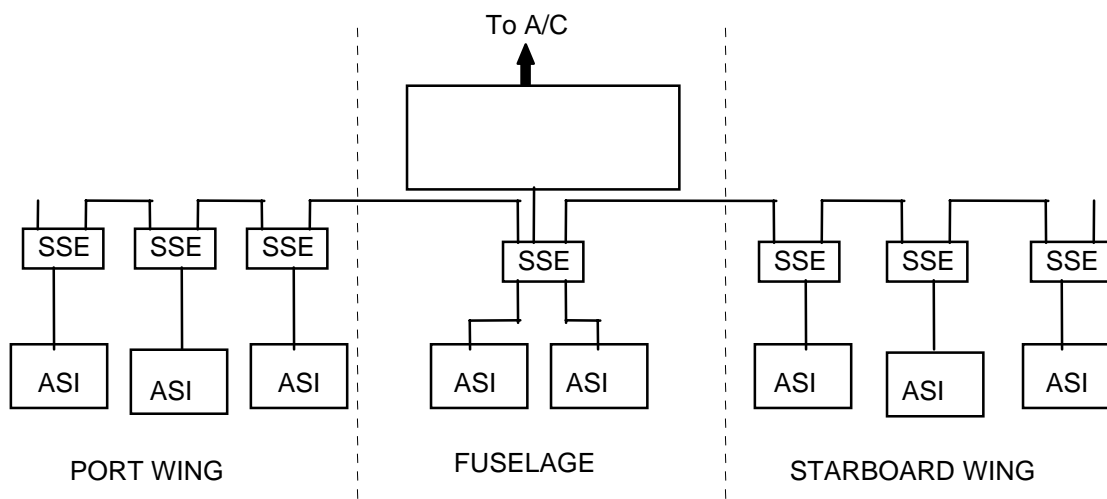 To A/C
SSE SSE SSE SSE SSE SSE SSE
ASI ASI ASI ASI ASI ASI ASI ASI
PORT WING FUSELAGE STARBOARD WING